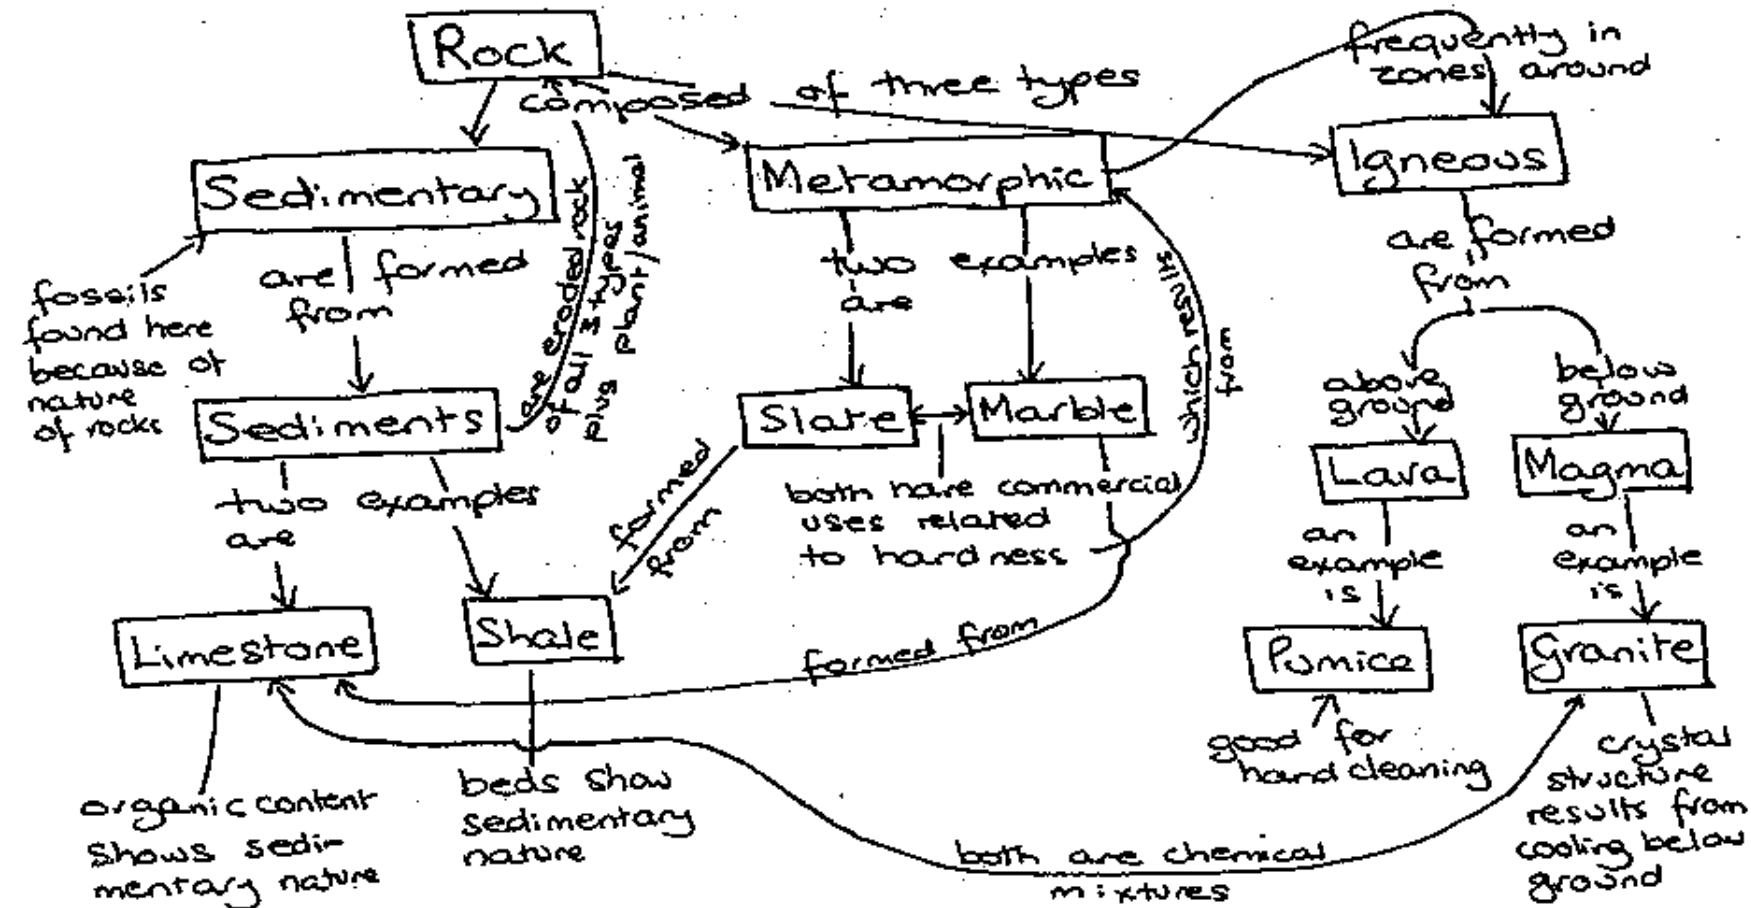 Rock
composed of three types
frequently in
zones around
Sedimentary
Metamorphic
Igneous
fossils
found here
because of
nature
of rocks
are formed
from
are eroded rock
of all 3 types
plus plant/animal
two examples
are
which results
from
are formed
from
above
ground
below
ground
Sediments
Slate
Marble
Lava
Magma
two examples
are
formed
from
both have commercial
uses related
to hardness
an
example
is
an
example
is
Limestone
Shale
formed from
Pumice
Granite
organic content
shows sedi-
mentary nature
beds show
sedimentary
nature
good for
hand cleaning
crystal
structure
results from
cooling below
ground
both are chemical
mixtures